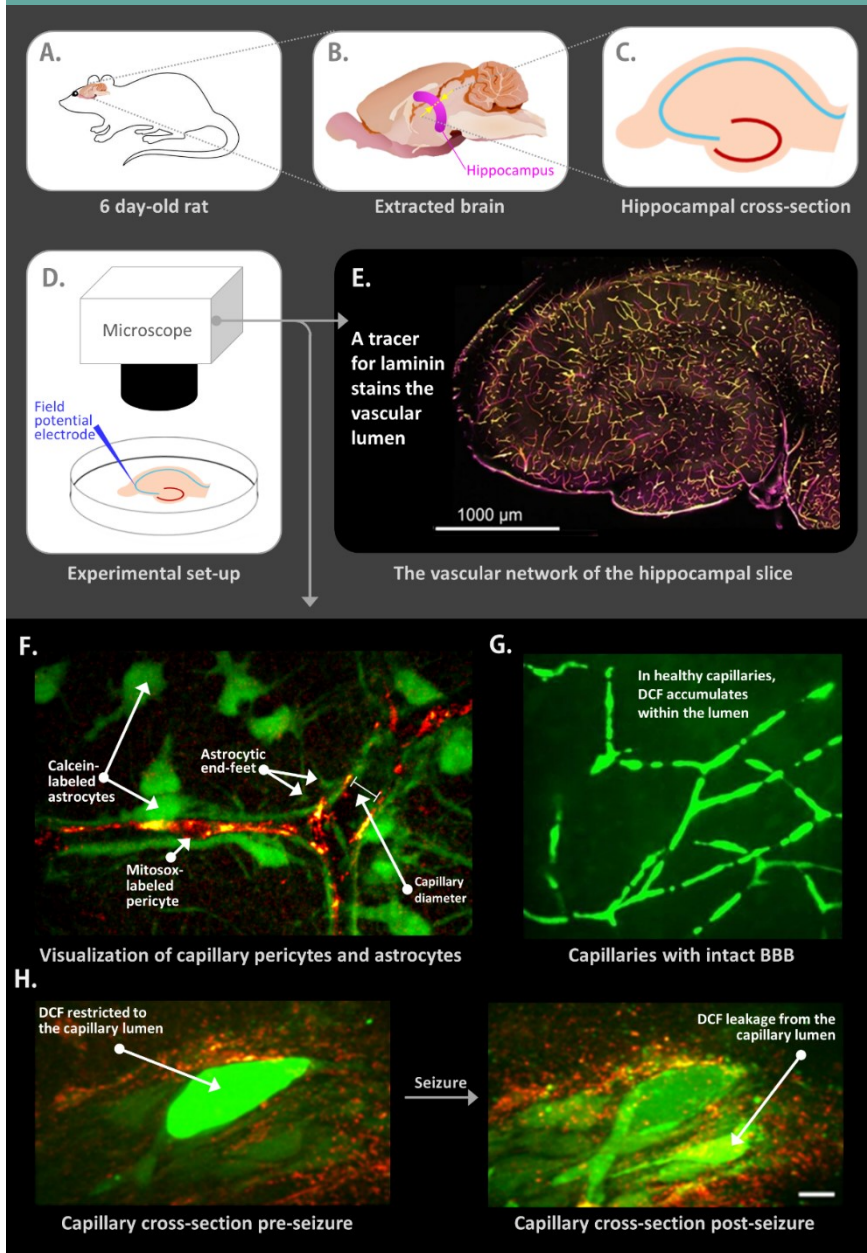 A.
6 day-old rat
B.
Hippocampus
Extracted brain
C.
Hippocampal cross-section
D.
Microscope
Field
potential
electrode
Experimental set-up
E.
A tracer
for laminin
stains the
vascular
lumen
1000 µm
The vascular network of the hippocampal slice
F.
Calcein-
labeled
astrocytes
Astrocytic
end-feet
Mitosox-
labeled
pericyte
Capillary
diameter
Visualization of capillary pericytes and astrocytes
G.
In healthy capillaries,
DCF accumulates
within the lumen
Capillaries with intact BBB
H.
DCF restricted to
the capillary lumen
Capillary cross-section pre-seizure
Seizure
DCF leakage from the
capillary lumen
Capillary cross-section post-seizure